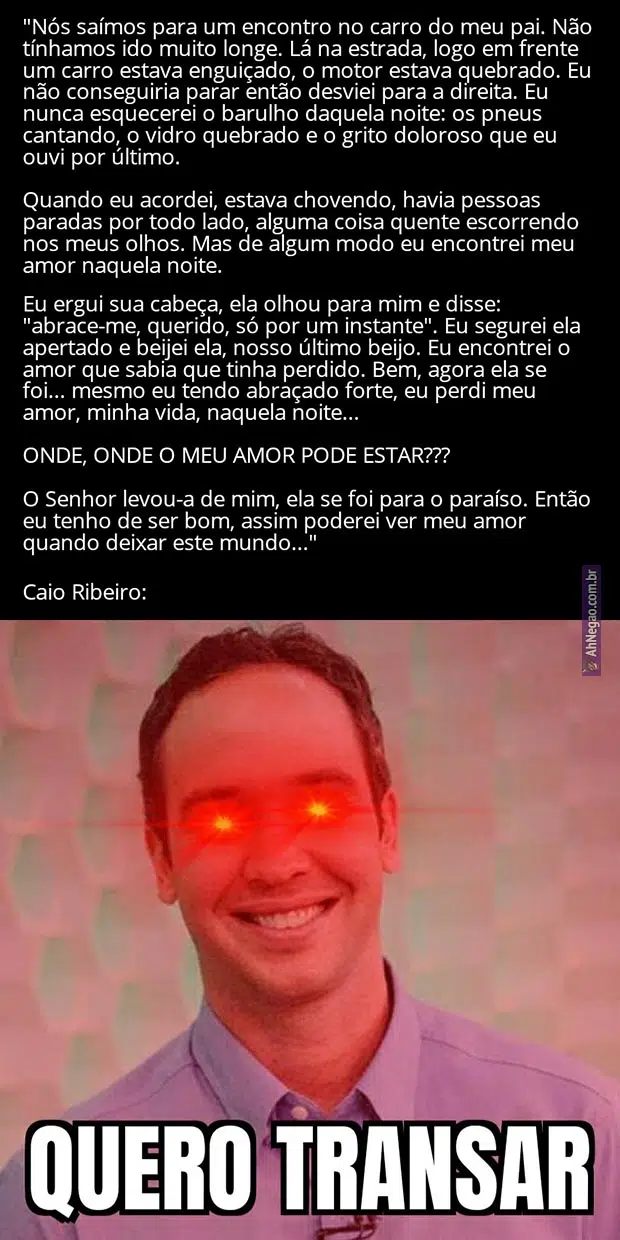 "Nós saímos para um encontro no carro do meu pai. Não
tínhamos ido muito longe. Lá na estrada, logo em frente
um carro estava enguiçado, o motor estava quebrado. Eu
não conseguiria parar então desviei para a direita. Eu
nunca esquecerei o barulho daquela noite: os pneus
cantando, o vidro quebrado e o grito doloroso que eu
ouvi por último.
Quando eu acordei, estava chovendo, havia pessoas
paradas por todo lado, alguma coisa quente escorrendo
nos meus olhos. Mas de algum modo eu encontrei meu
amor naquela noite.
Eu ergui sua cabeça, ela olhou para mim e disse:
"abrace-me, querido, só por um instante". Eu segurei ela
apertado e beijei ela, nosso último beijo. Eu encontrei o
amor que sabia que tinha perdido. Bem, agora ela se
foi... mesmo eu tendo abraçado forte, eu perdi meu
amor, minha vida, naquela noite...
ONDE, ONDE O MEU AMOR PODE ESTAR???
O Senhor levou-a de mim, ela se foi para o paraíso. Então
eu tenho de ser bom, assim poderei ver meu amor
quando deixar este mundo..."
Caio Ribeiro:
AhNegao.com.br
QUERO TRANSAR